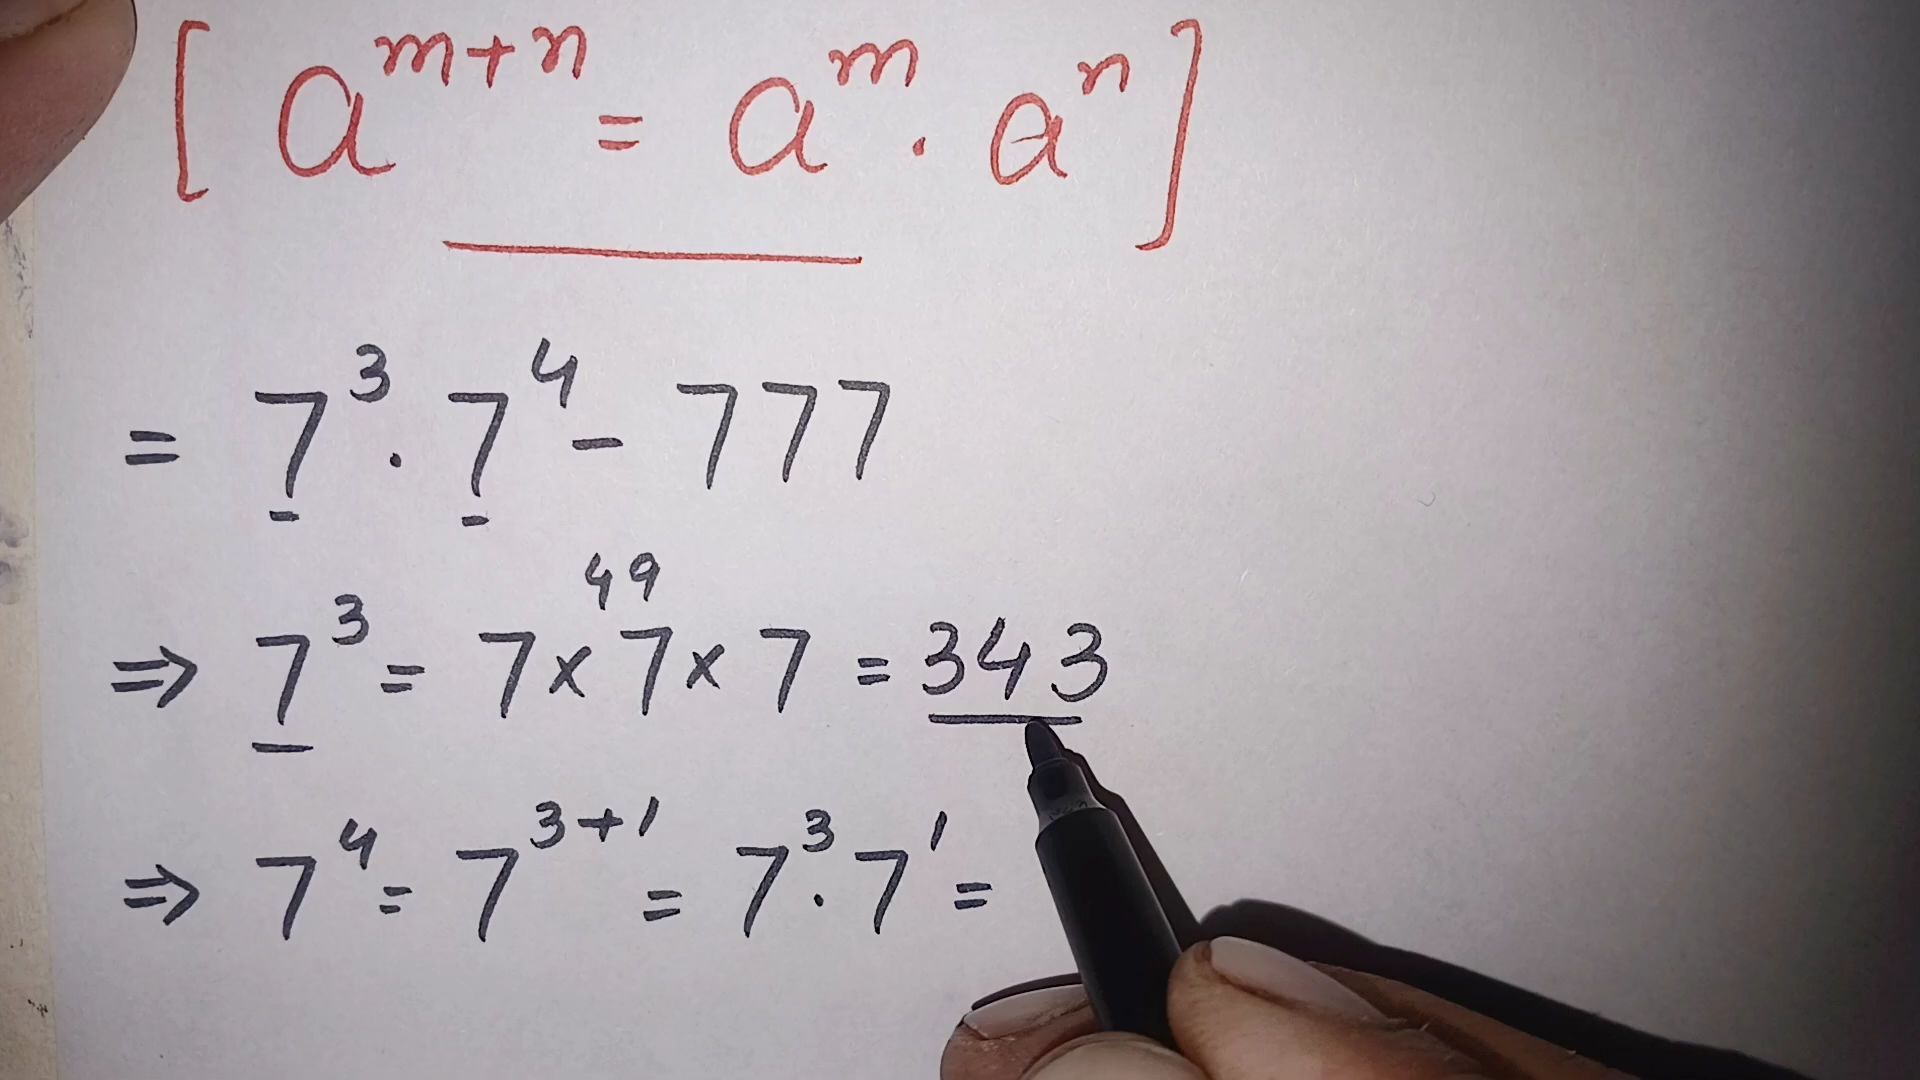 [ a^{m+n} = a^m . a^n ]
= 7^3 . 7^4 - 777
49
⇒ 7^3 = 7 x 7 x 7 = 343
⇒ 7^4 = 7^{3+1} = 7^3 . 7^1 =